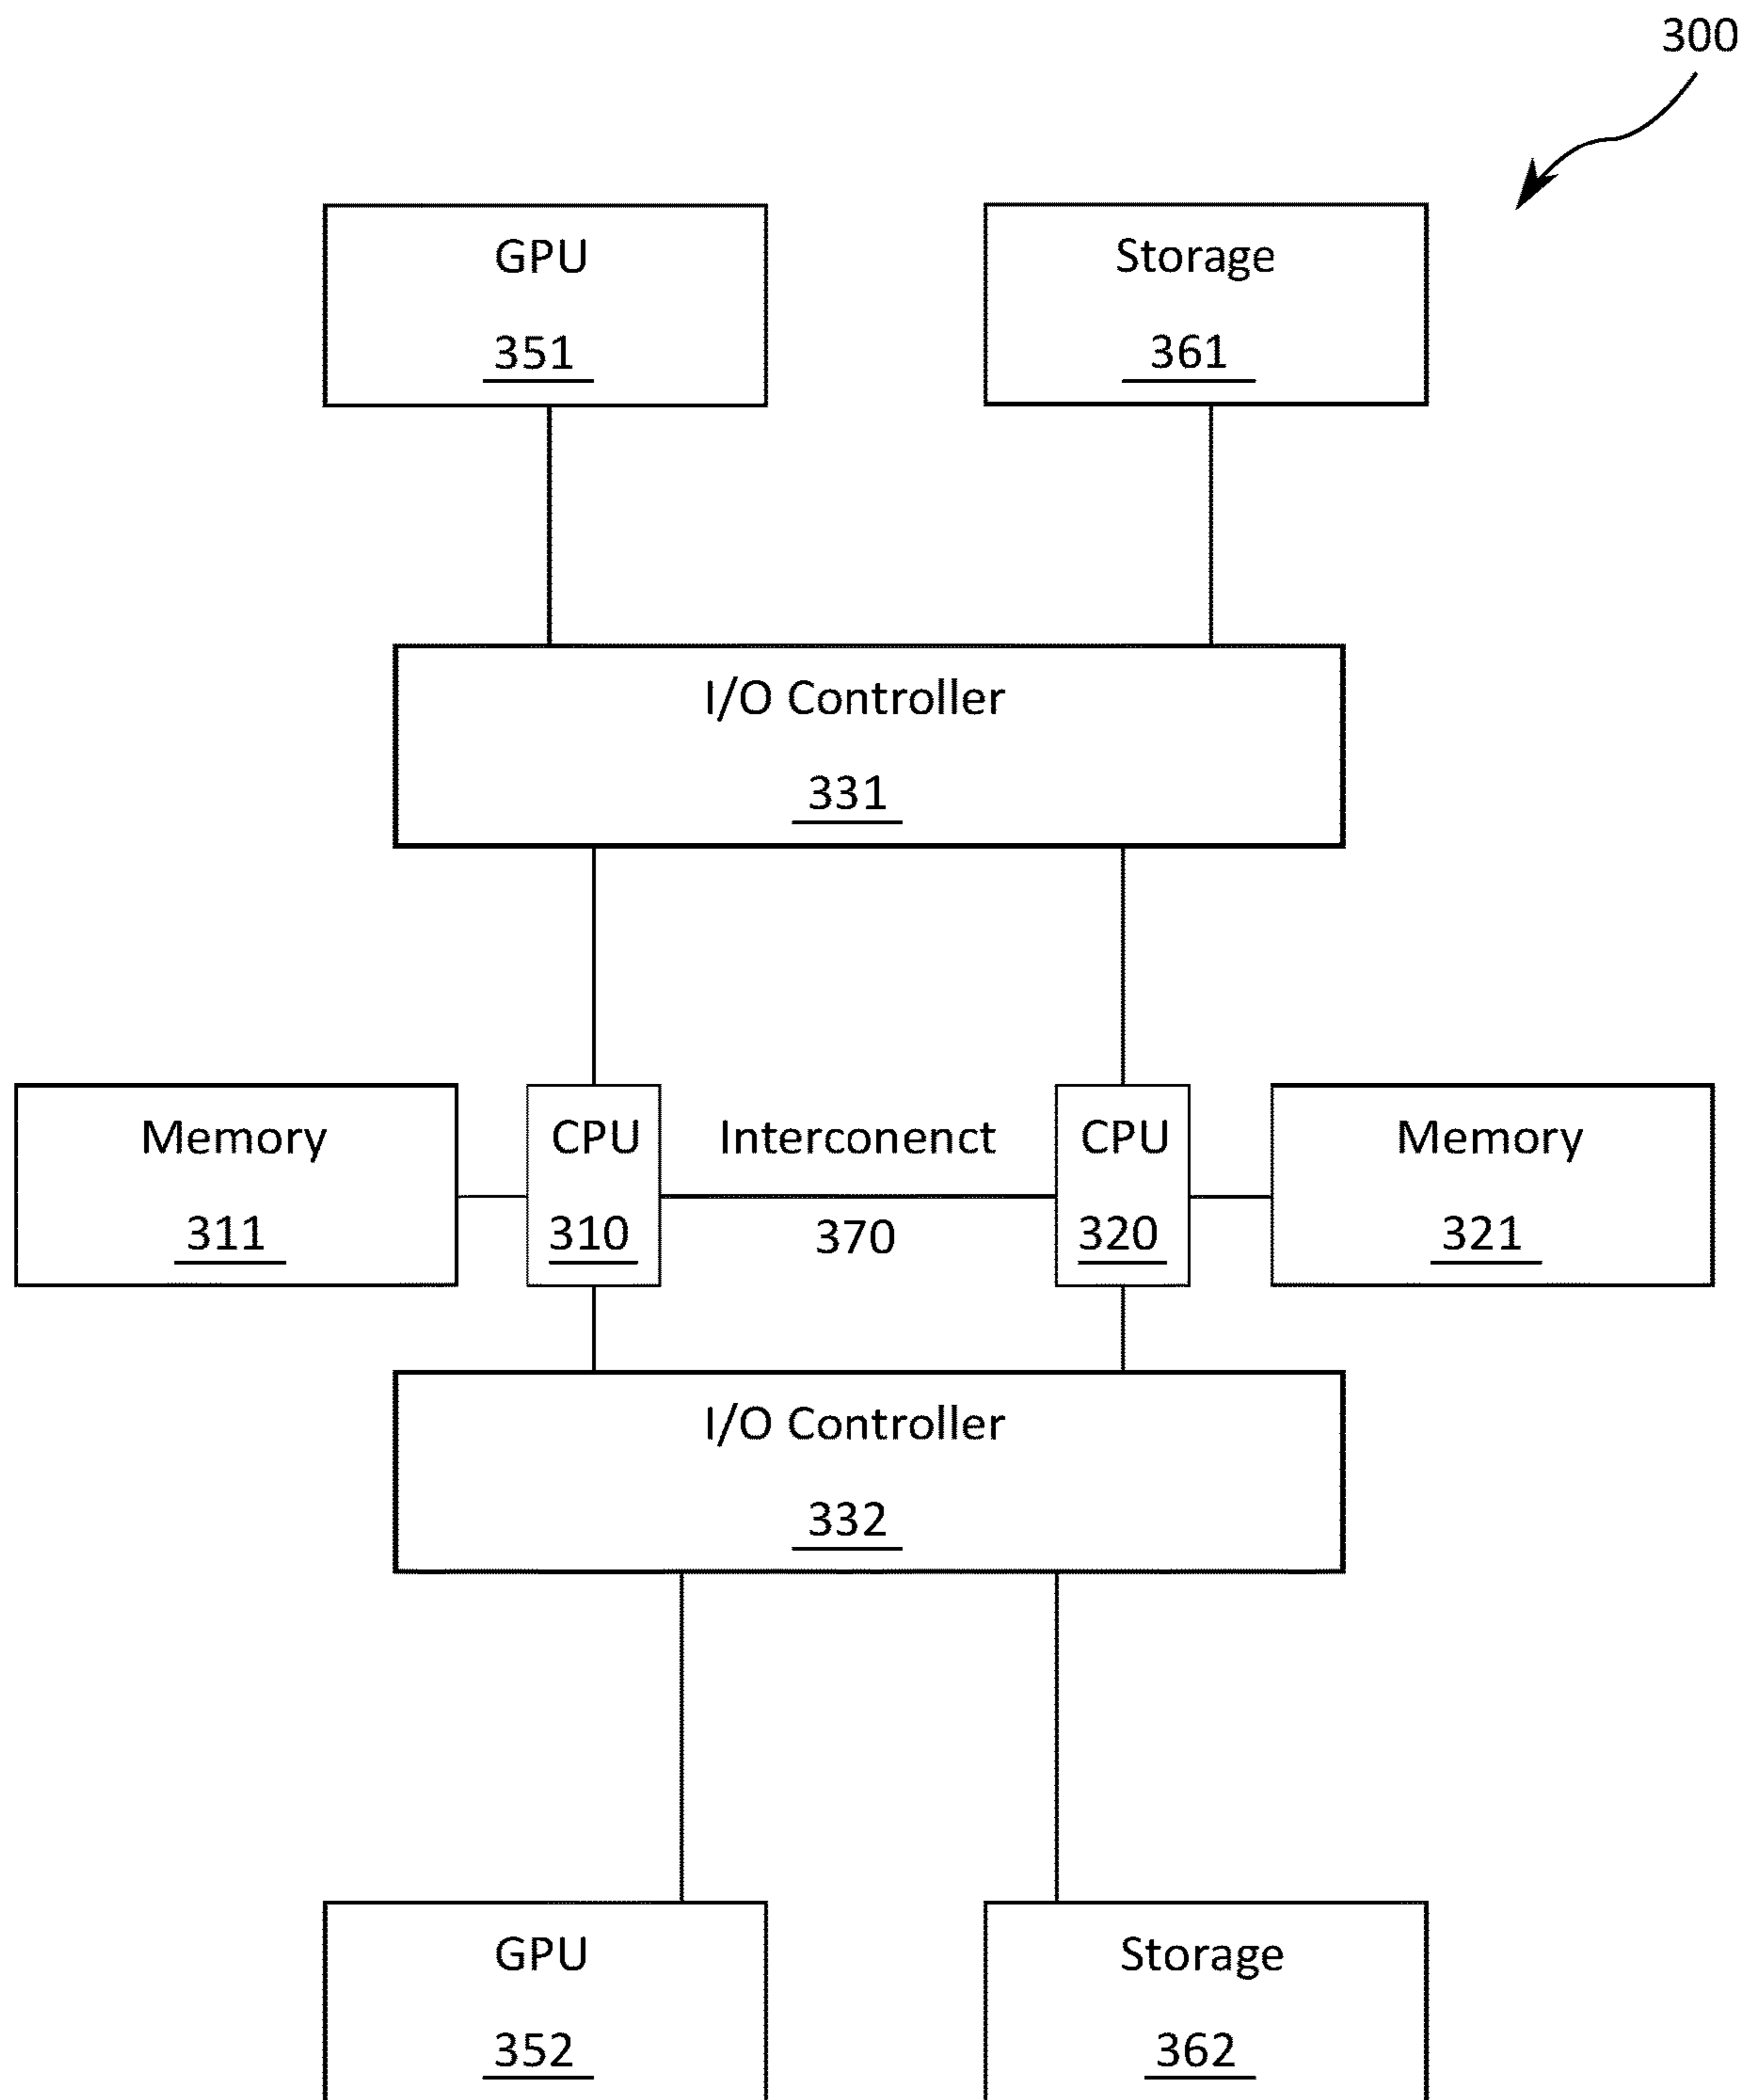 300
GPU
351
Storage
361
I/O Controller
331
Memory
311
CPU
310
Interconenct
370
CPU
320
Memory
321
I/O Controller
332
GPU
352
Storage
362